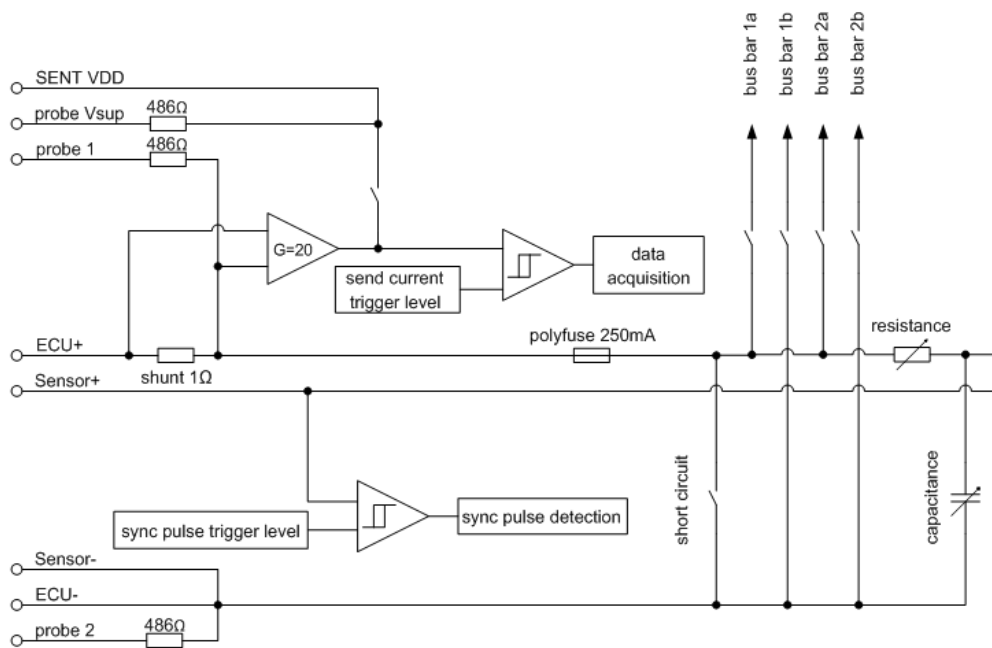 bus bar 1a
bus bar 1b
bus bar 2a
bus bar 2b
SENT VDD
probe Vsup
486Ω
probe 1
486Ω
G=20
send current
trigger level
data
acquisition
ECU+
shunt 1Ω
polyfuse 250mA
resistance
Sensor+
short circuit
capacitance
sync pulse trigger level
sync pulse detection
Sensor-
ECU-
probe 2
486Ω